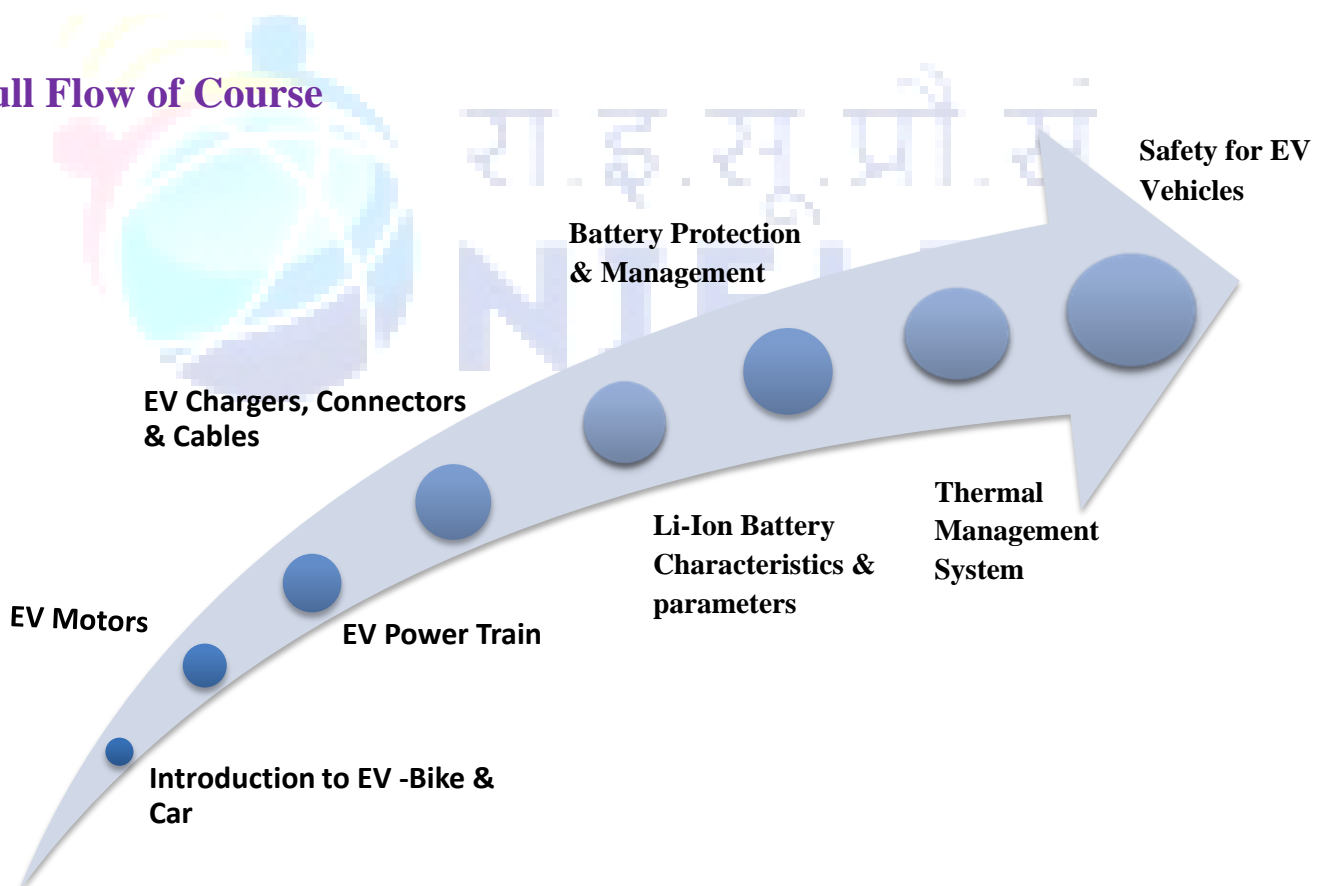 ull Flow of Course
रा.इ.सू.प्रौ.सं
Safety for EV
Vehicles
Battery Protection
& Management
EV Chargers, Connectors
& Cables
Thermal
Management
System
Li-Ion Battery
Characteristics &
parameters
EV Motors
EV Power Train
Introduction to EV -Bike &
Car